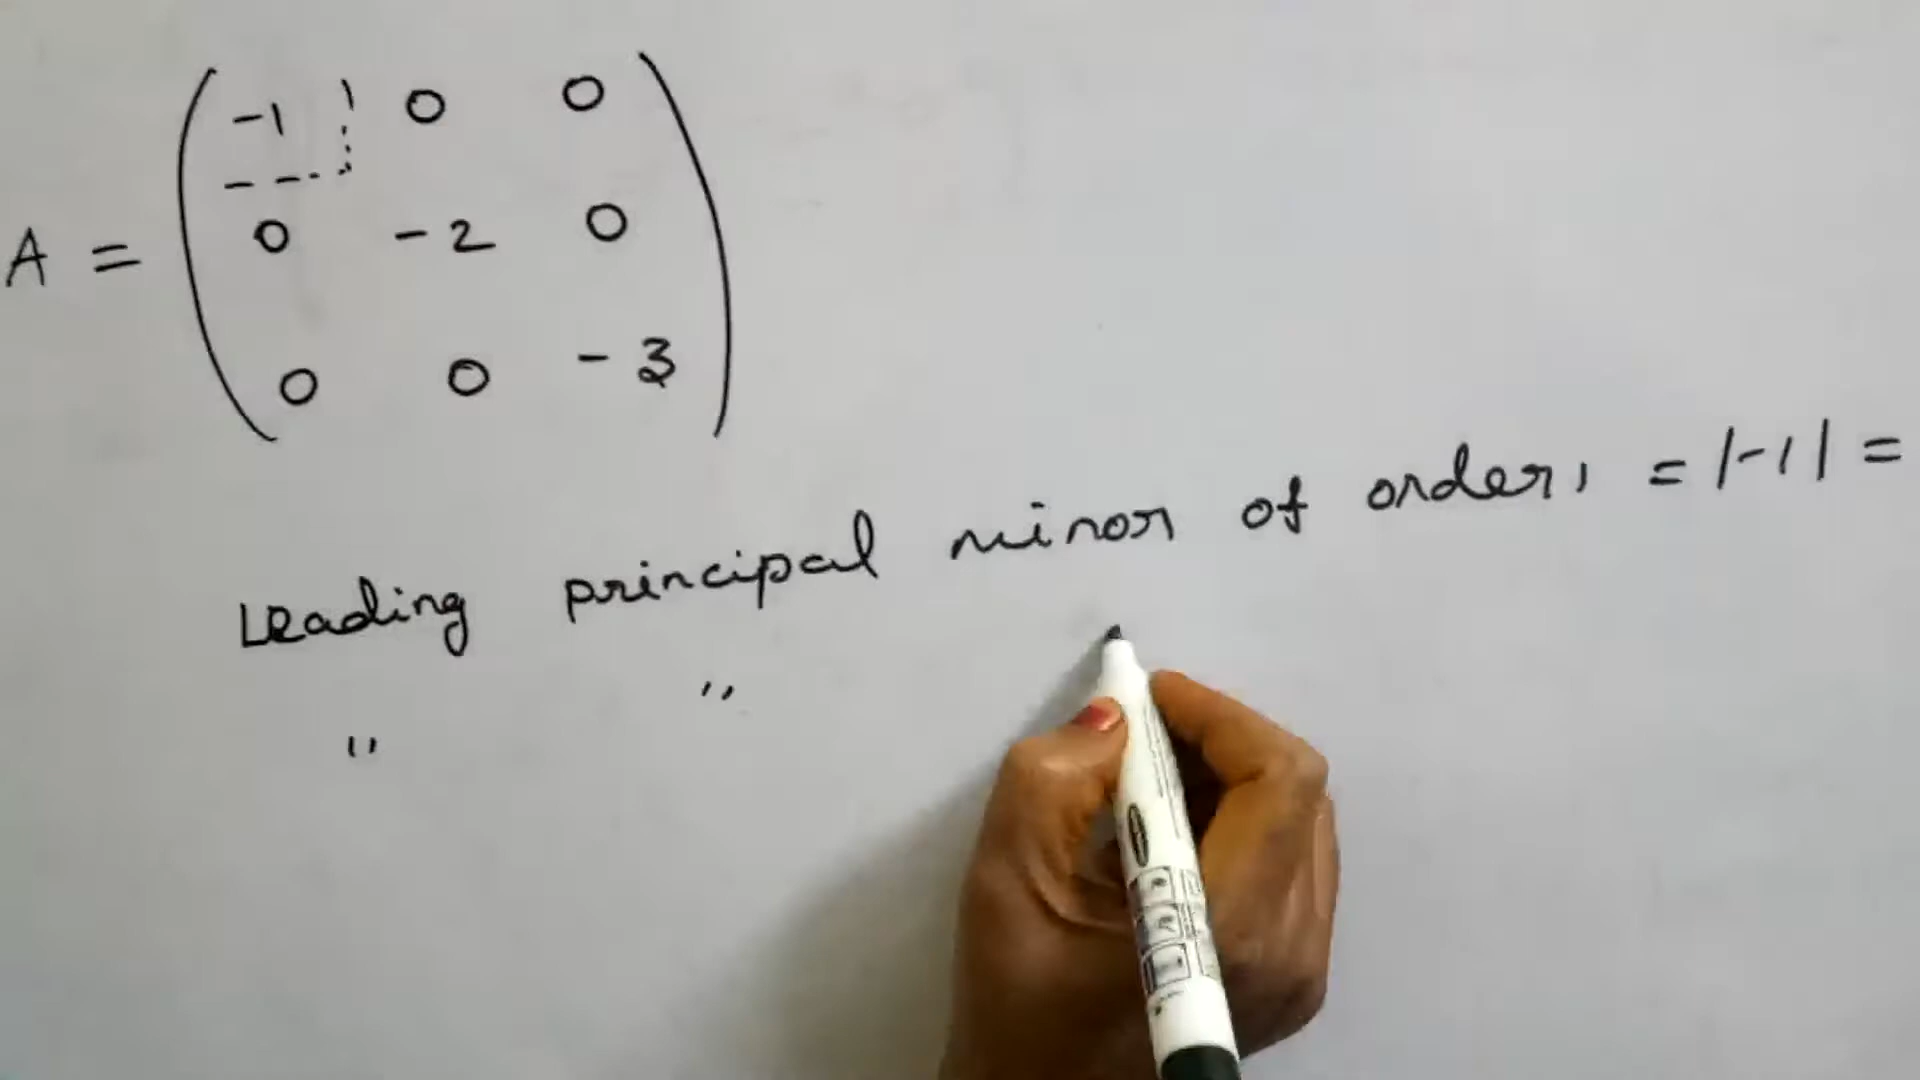 -1 0 0
A = 0 -2 0
0 0 -3
Leading principal minor of order 1 = |-1| =
" "